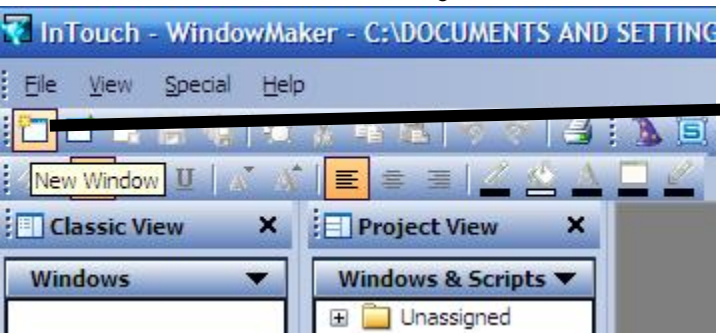 InTouch - WindowMaker - C:\DOCUMENTS AND SETTING
File View Special Help
New Window U
Classic View Project View
Windows Windows & Scripts
Unassigned